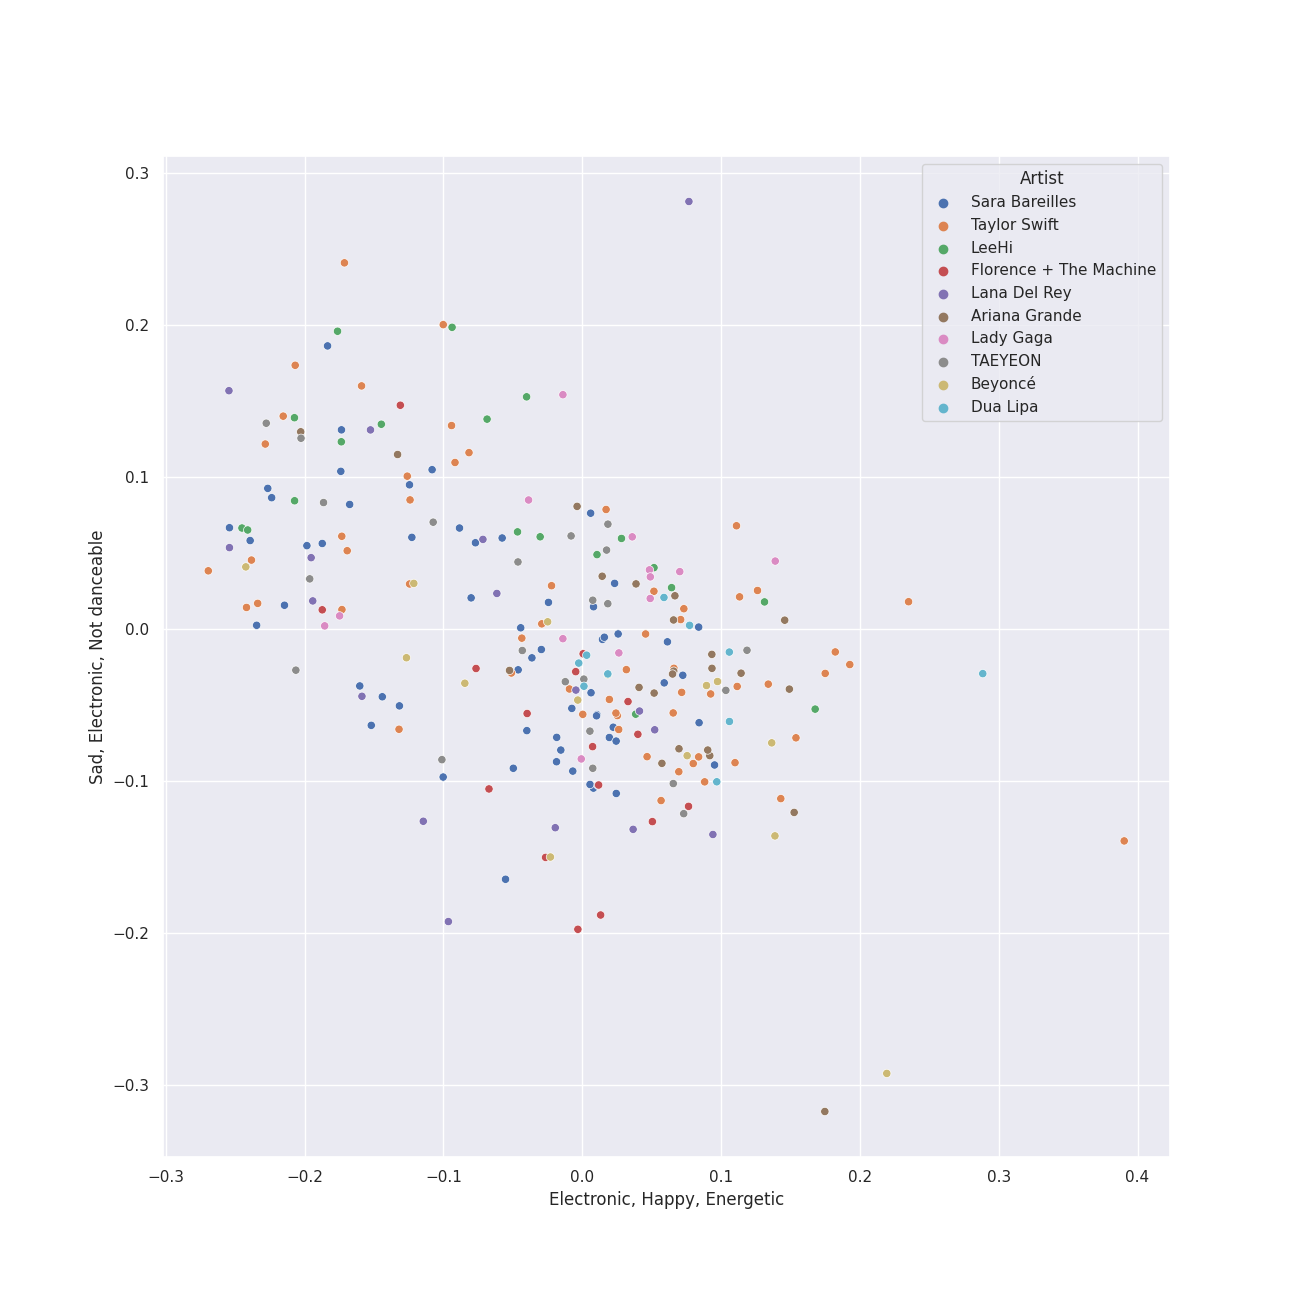 0.3
0.2
0.1
0.0
−0.1
−0.2
−0.3
Sad, Electronic, Not danceable
Artist
Sara Bareilles
Taylor Swift
LeeHi
Florence + The Machine
Lana Del Rey
Ariana Grande
Lady Gaga
TAEYEON
Beyoncé
Dua Lipa
−0.3 −0.2 −0.1 0.0 0.1 0.2 0.3 0.4
Electronic, Happy, Energetic